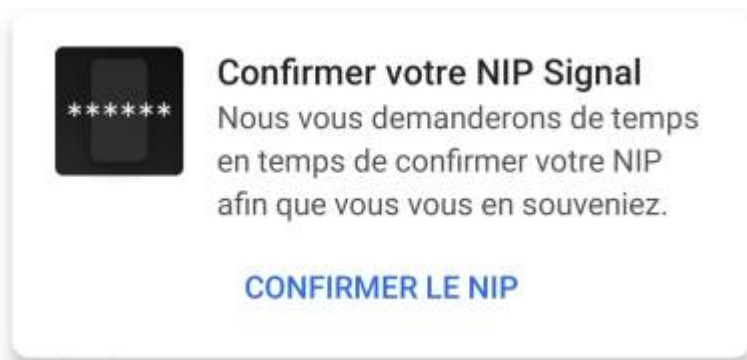 ******
Confirmer votre NIP Signal
Nous vous demanderons de temps
en temps de confirmer votre NIP
afin que vous vous en souveniez.
CONFIRMER LE NIP